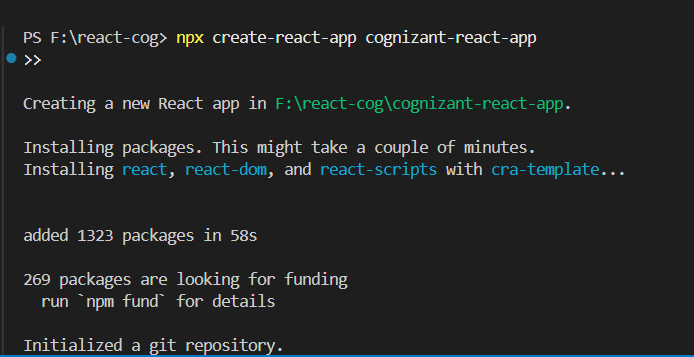 PS F:\react-cog> npx create-react-app cognizant-react-app
>>
Creating a new React app in F:\react-cog\cognizant-react-app.
Installing packages. This might take a couple of minutes.
Installing react, react-dom, and react-scripts with cra-template...
added 1323 packages in 58s
269 packages are looking for funding
  run `npm fund` for details
Initialized a git repository.